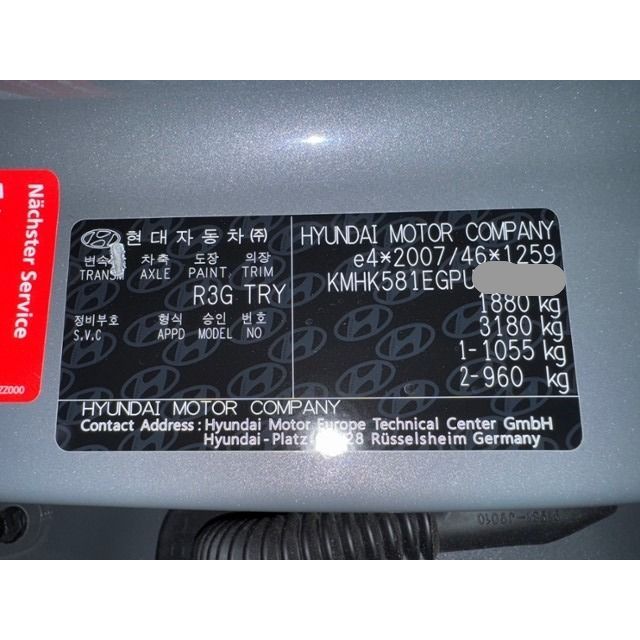 Nächster Service
ZZ000
현대자동차㈜
변속 차축 도장 의장
TRANSM AXLE PAINT TRIM
R3G TRY
정비부호 형식 승인 번호
S.V.C APPD MODEL NO
HYUNDAI MOTOR COMPANY
e4*2007/46*1259
KMHK581EGPU
1880 kg
3180 kg
1-1055 kg
2-960 kg
HYUNDAI MOTOR COMPANY
Contact Address : Hyundai Motor Europe Technical Center GmbH
Hyundai-Platz 28 Rüsselsheim Germany